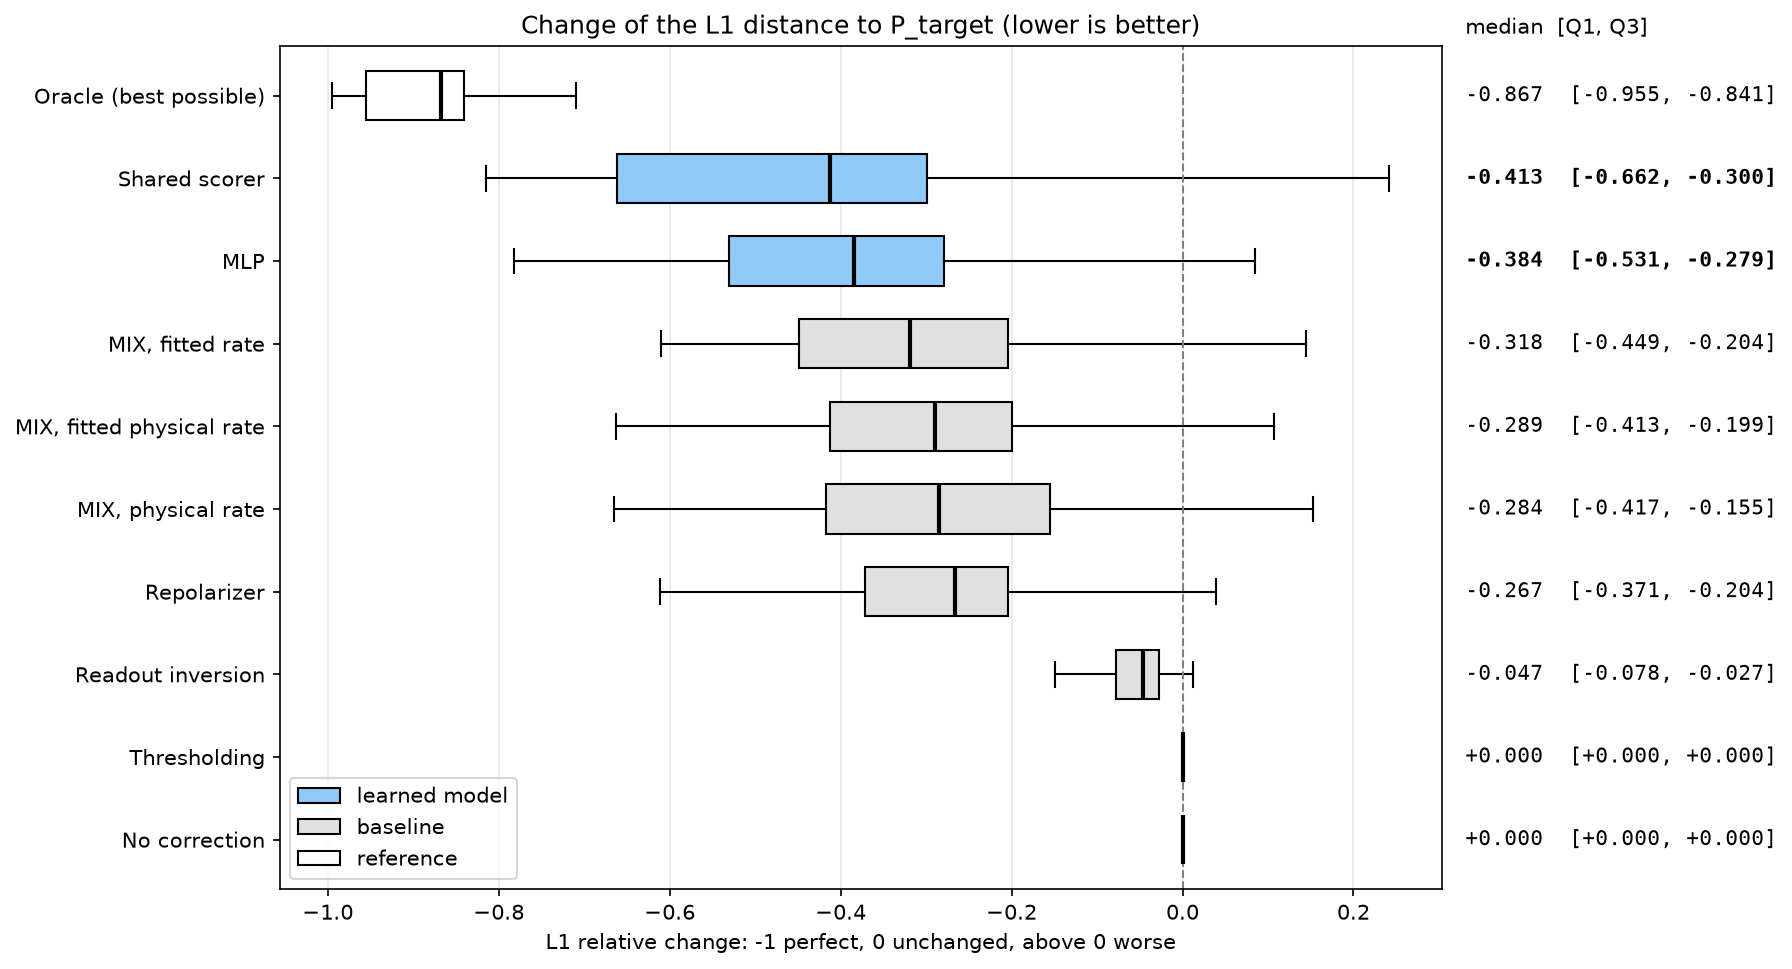 Change of the L1 distance to P_target (lower is better)
median [Q1, Q3]
Oracle (best possible)
-0.867 [-0.955, -0.841]
Shared scorer
-0.413 [-0.662, -0.300]
MLP
-0.384 [-0.531, -0.279]
MIX, fitted rate
-0.318 [-0.449, -0.204]
MIX, fitted physical rate
-0.289 [-0.413, -0.199]
MIX, physical rate
-0.284 [-0.417, -0.155]
Repolarizer
-0.267 [-0.371, -0.204]
Readout inversion
-0.047 [-0.078, -0.027]
Thresholding
+0.000 [+0.000, +0.000]
No correction
+0.000 [+0.000, +0.000]
learned model
baseline
reference
−1.0 −0.8 −0.6 −0.4 −0.2 0.0 0.2
L1 relative change: -1 perfect, 0 unchanged, above 0 worse